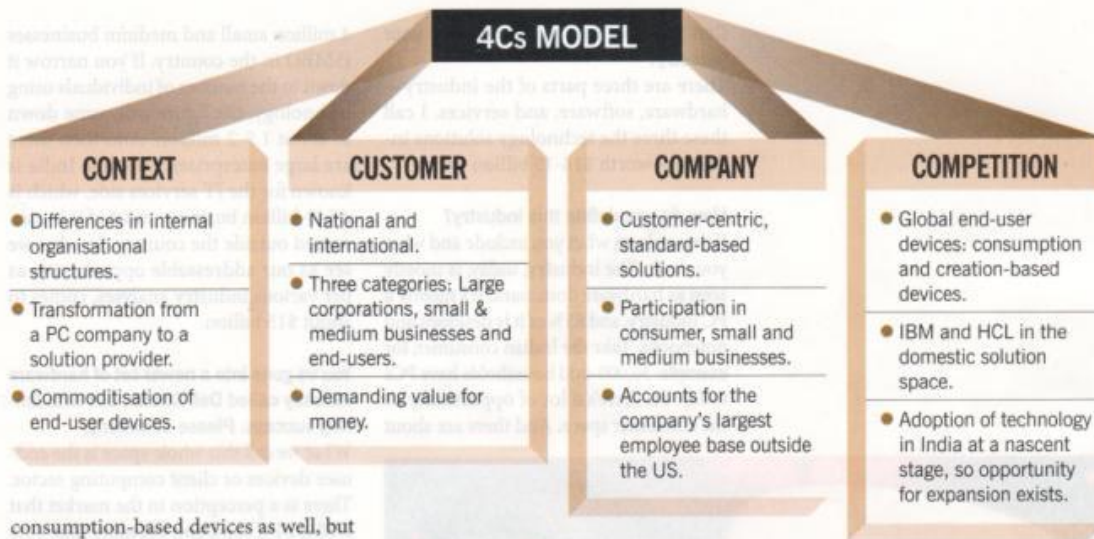 4Cs MODEL
CONTEXT
● Differences in internal
organisational
structures.
● Transformation from
a PC company to a
solution provider.
● Commoditisation of
end-user devices.
CUSTOMER
● National and
international.
● Three categories: Large
corporations, small &
medium businesses and
end-users.
● Demanding value for
money.
COMPANY
● Customer-centric,
standard-based
solutions.
● Participation in
consumer, small and
medium businesses.
● Accounts for the
company's largest
employee base outside
the US.
COMPETITION
● Global end-user
devices: consumption
and creation-based
devices.
● IBM and HCL in the
domestic solution
space.
● Adoption of technology
in India at a nascent
stage, so opportunity
for expansion exists.
consumption-based devices as well, but